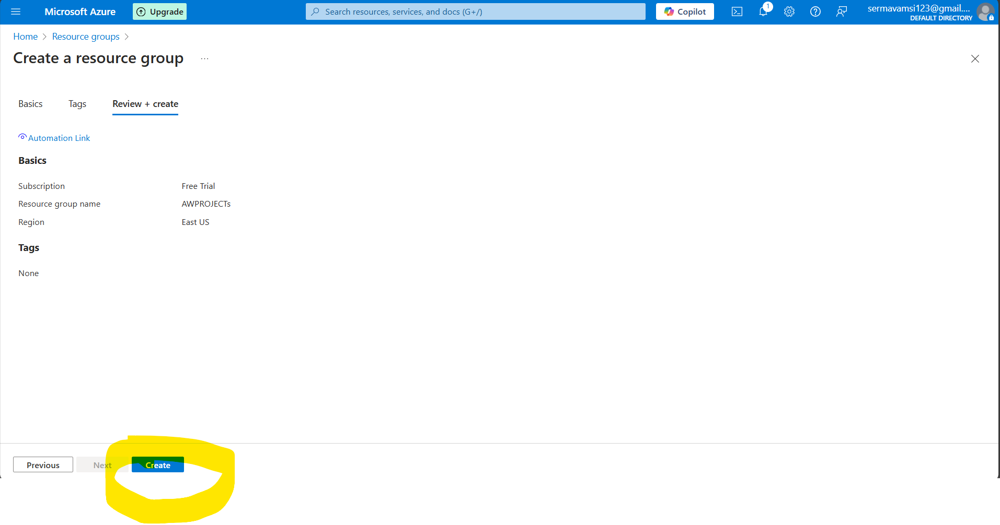 Microsoft Azure
Upgrade
Search resources, services, and docs (G+/)
Copilot
1
sermavamsi123@gmail....
DEFAULT DIRECTORY
Home > Resource groups >
Create a resource group ...
Basics
Tags
Review + create
Automation Link
Basics
Subscription Free Trial
Resource group name AWPROJECTs
Region East US
Tags
None
Previous
Next
Create